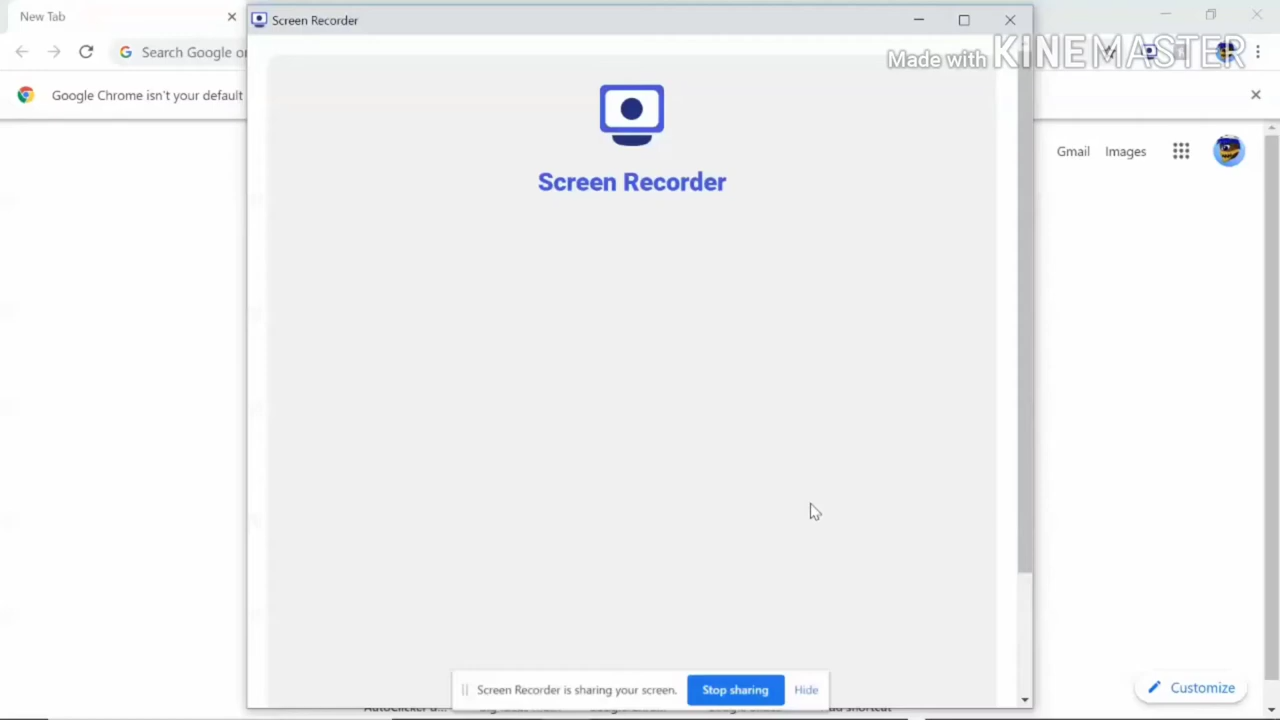 New Tab
Screen Recorder
Search Google or
Made with KINEMASTER
Google Chrome isn't your default
Gmail
Images
Screen Recorder
Screen Recorder is sharing your screen.
Stop sharing
Hide
Customize